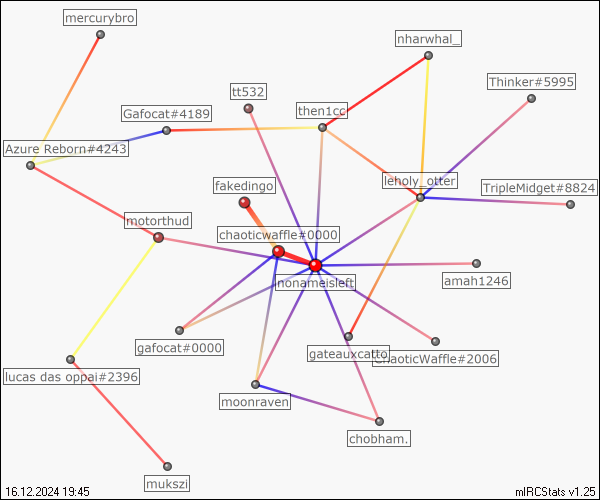 mercurybro
nharwhal_
Thinker#5995
tt532
Gafocat#4189
then1cc
Azure Reborn#4243
leholy_otter
TripleMidget#8824
fakedingo
motorthud
chaoticwaffle#0000
nonameisleft
amah1246
gafocat#0000
gateauxcatto
ChaoticWaffle#2006
lucas das oppai#2396
moonraven
chobham.
mukszi
16.12.2024 19:45
mIRCStats v1.25